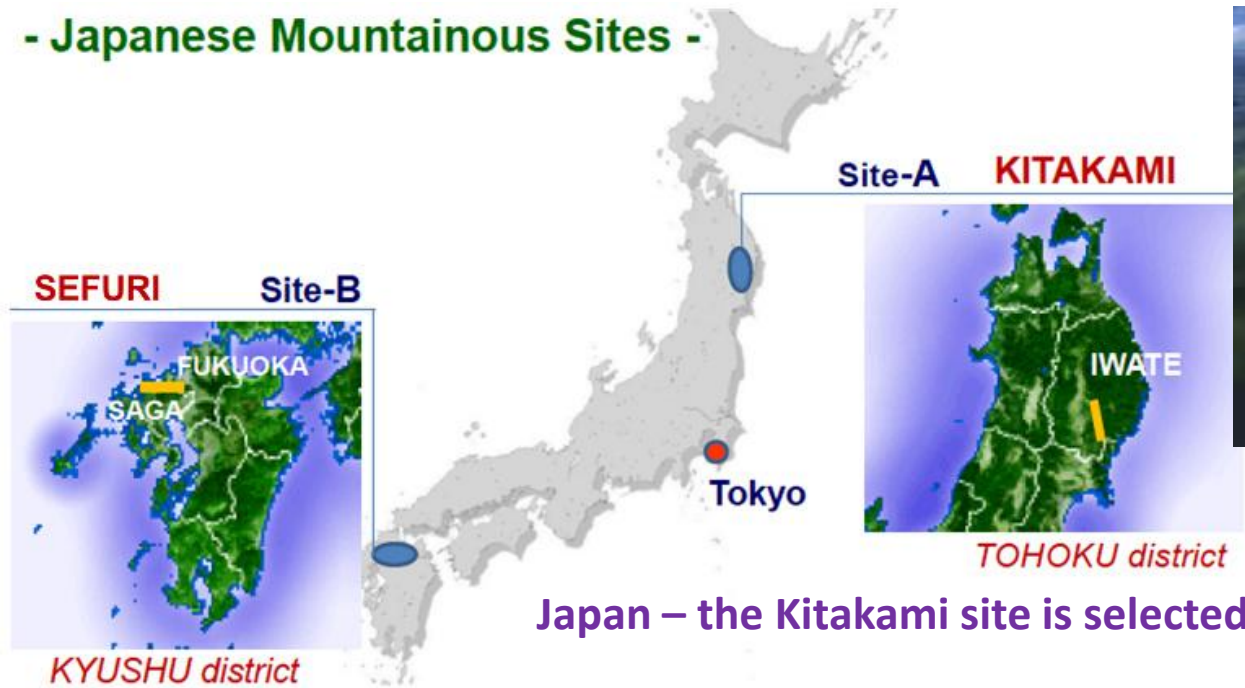 - Japanese Mountainous Sites -
Site-A KITAKAMI
SEFURI Site-B
FUKUOKA
SAGA
IWATE
Tokyo
TOHOKU district
Japan – the Kitakami site is selected
KYUSHU district